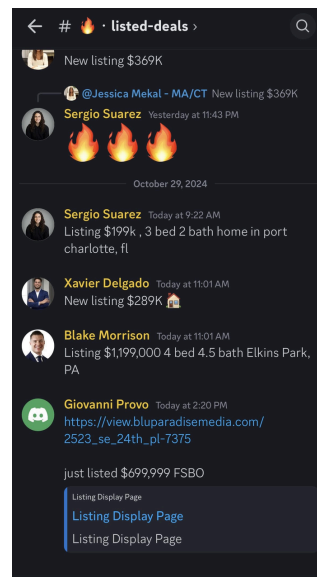 # 🔥 · listed-deals ›
New listing $369K
@Jessica Mekal - MA/CT New listing $369K
Sergio Suarez Yesterday at 11:43 PM
🔥🔥🔥
October 29, 2024
Sergio Suarez Today at 9:22 AM
Listing $199k , 3 bed 2 bath home in port
charlotte, fl
Xavier Delgado Today at 11:01 AM
New listing $289K 🏠
Blake Morrison Today at 11:01 AM
Listing $1,199,000 4 bed 4.5 bath Elkins Park,
PA
Giovanni Provo Today at 2:20 PM
https://view.bluparadisemedia.com/
2523_se_24th_pl-7375
just listed $699,999 FSBO
Listing Display Page
Listing Display Page
Listing Display Page